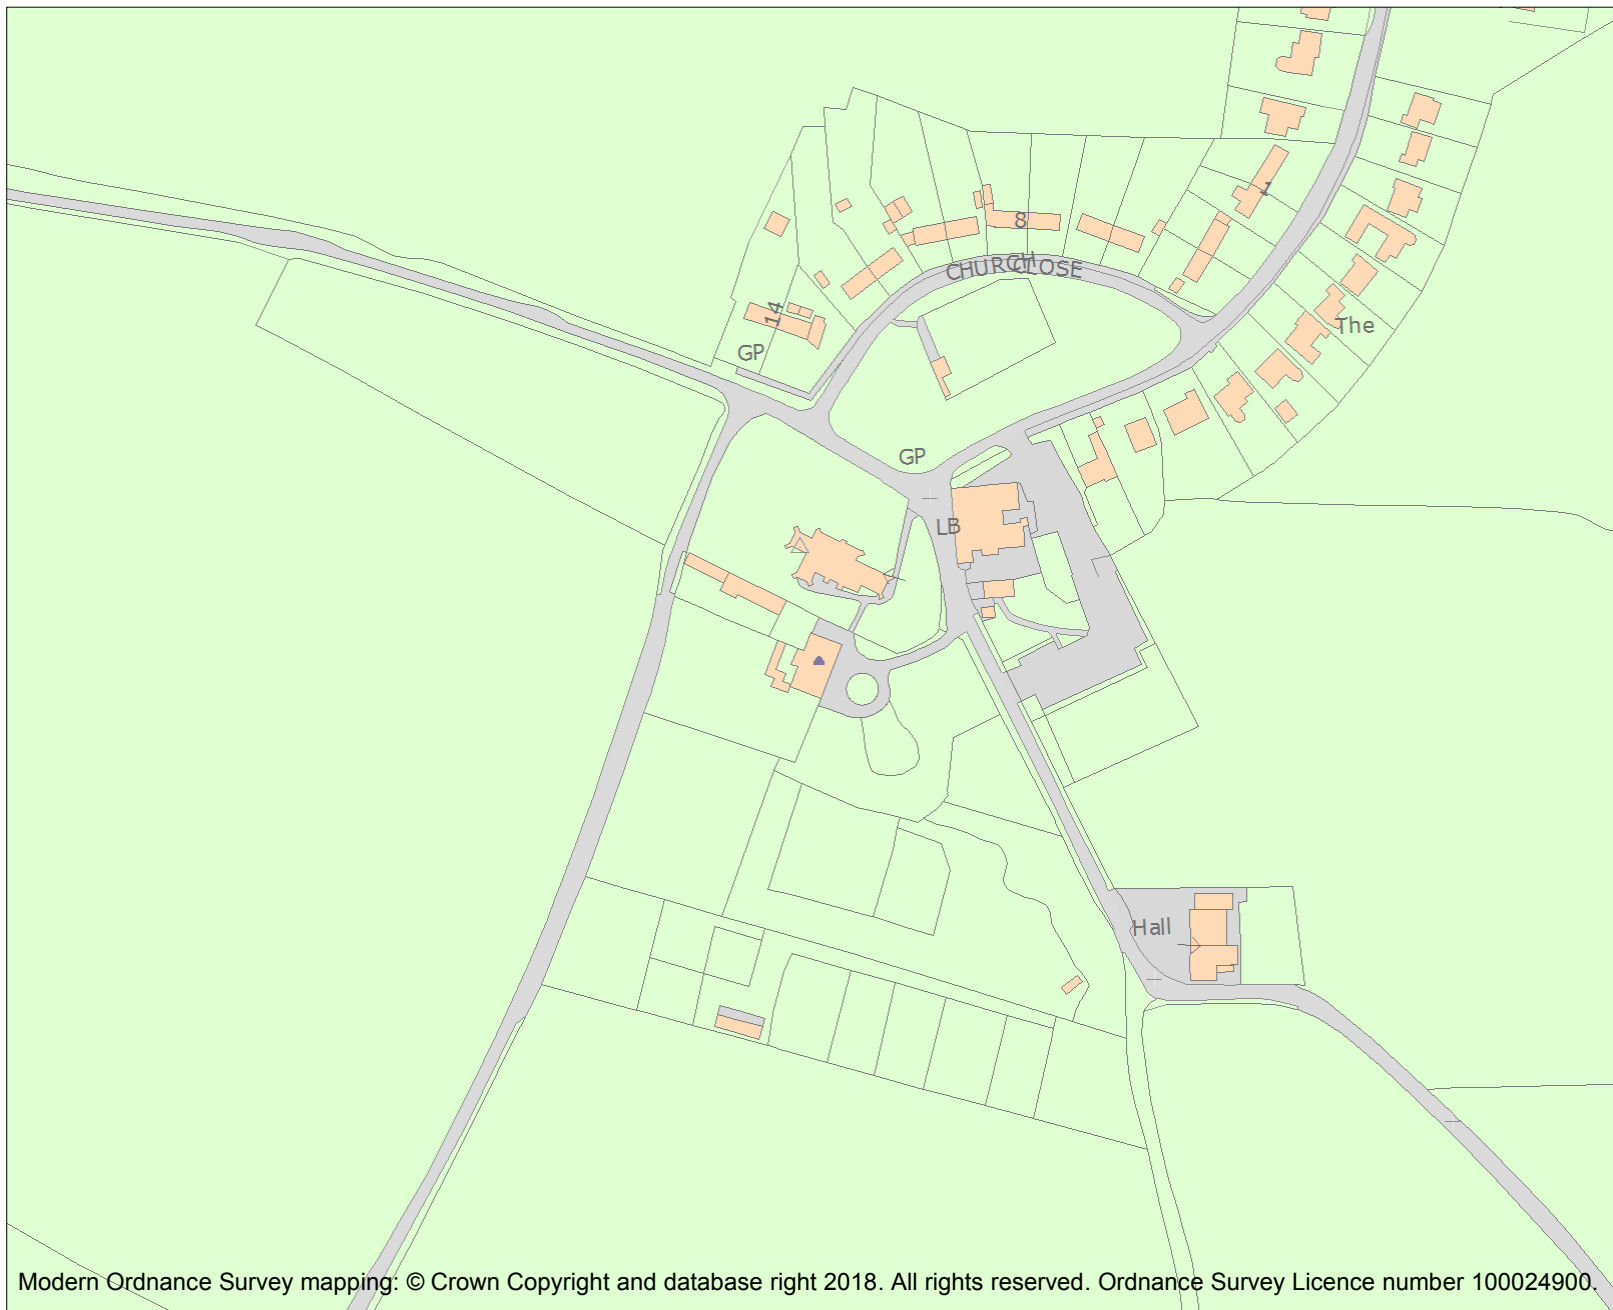 1
8
CHURCH CLOSE
14
The
GP
GP
LB
Hall
Modern Ordnance Survey mapping: © Crown Copyright and database right 2018. All rights reserved. Ordnance Survey Licence number 100024900.